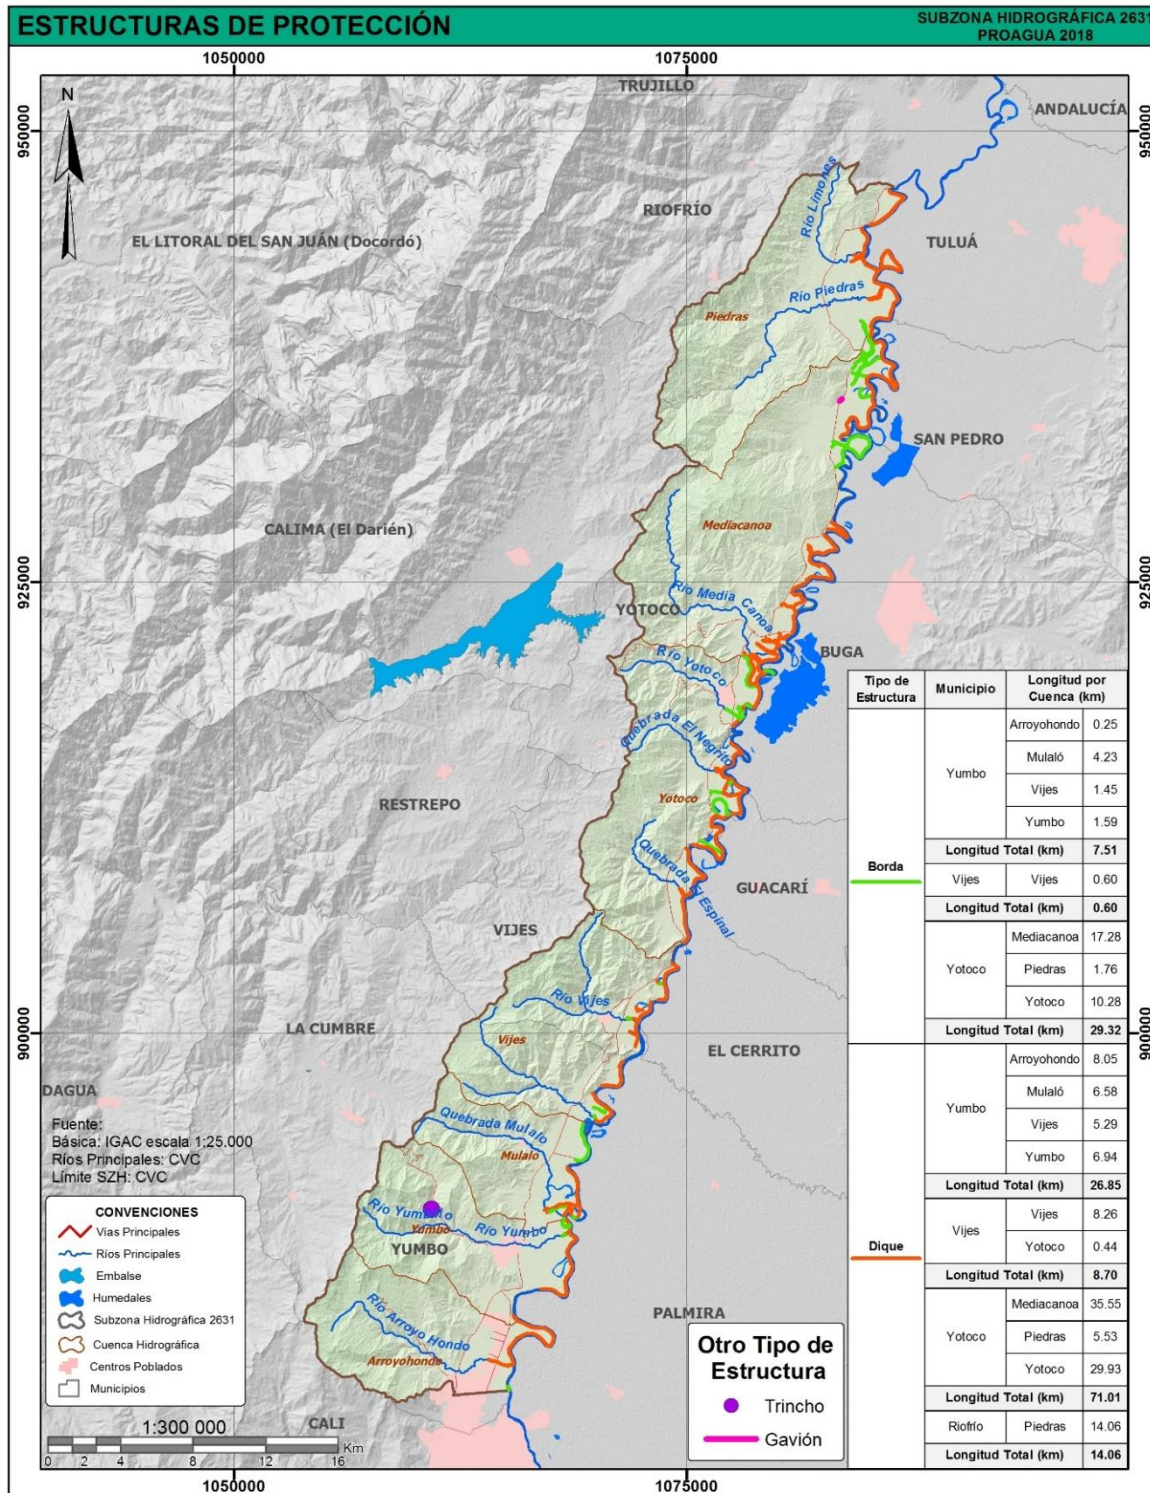 ESTRUCTURAS DE PROTECCIÓN
SUBZONA HIDROGRÁFICA 2631
PROAGUA 2018
1050000
1075000
N
950000
950000
TRUJILLO
ANDALUCÍA
RIOFRÍO
Río Limones
EL LITORAL DEL SAN JUÁN (Docordó)
TULUÁ
Río Piedras
Piedras
SAN PEDRO
Mediacanoa
CALIMA (El Darién)
925000
925000
Río Media Canoa
YOTOCO
BUGA
Río Yotoco
Quebrada El Negrito
RESTREPO
Yotoco
Quebrada El Espinal
GUACARÍ
VIJES
Río Vijes
LA CUMBRE
900000
900000
Vijes
EL CERRITO
DAGUA
Quebrada Mulalo
Mulalo
Río Yumbillo
Río Yumbo
Yumbo
YUMBO
PALMIRA
Río Arroyo Hondo
Arroyohondo
CALI
Fuente:
Básica: IGAC escala 1:25.000
Ríos Principales: CVC
Límite SZH: CVC
CONVENCIONES
Vías Principales
Ríos Principales
Embalse
Humedales
Subzona Hidrográfica 2631
Cuenca Hidrográfica
Centros Poblados
Municipios
1:300 000
0 2 4 8 12 16 Km
Otro Tipo de
Estructura
Trincho
Gavión
Tipo de Estructura Municipio Longitud por Cuenca (km)
Borda Yumbo Arroyohondo 0.25
Mulaló 4.23
Vijes 1.45
Yumbo 1.59
Longitud Total (km) 7.51
Vijes Vijes 0.60
Longitud Total (km) 0.60
Yotoco Mediacanoa 17.28
Piedras 1.76
Yotoco 10.28
Longitud Total (km) 29.32
Dique Yumbo Arroyohondo 8.05
Mulaló 6.58
Vijes 5.29
Yumbo 6.94
Longitud Total (km) 26.85
Vijes Vijes 8.26
Yotoco 0.44
Longitud Total (km) 8.70
Yotoco Mediacanoa 35.55
Piedras 5.53
Yotoco 29.93
Longitud Total (km) 71.01
Riofrío Piedras 14.06
Longitud Total (km) 14.06
1050000
1075000